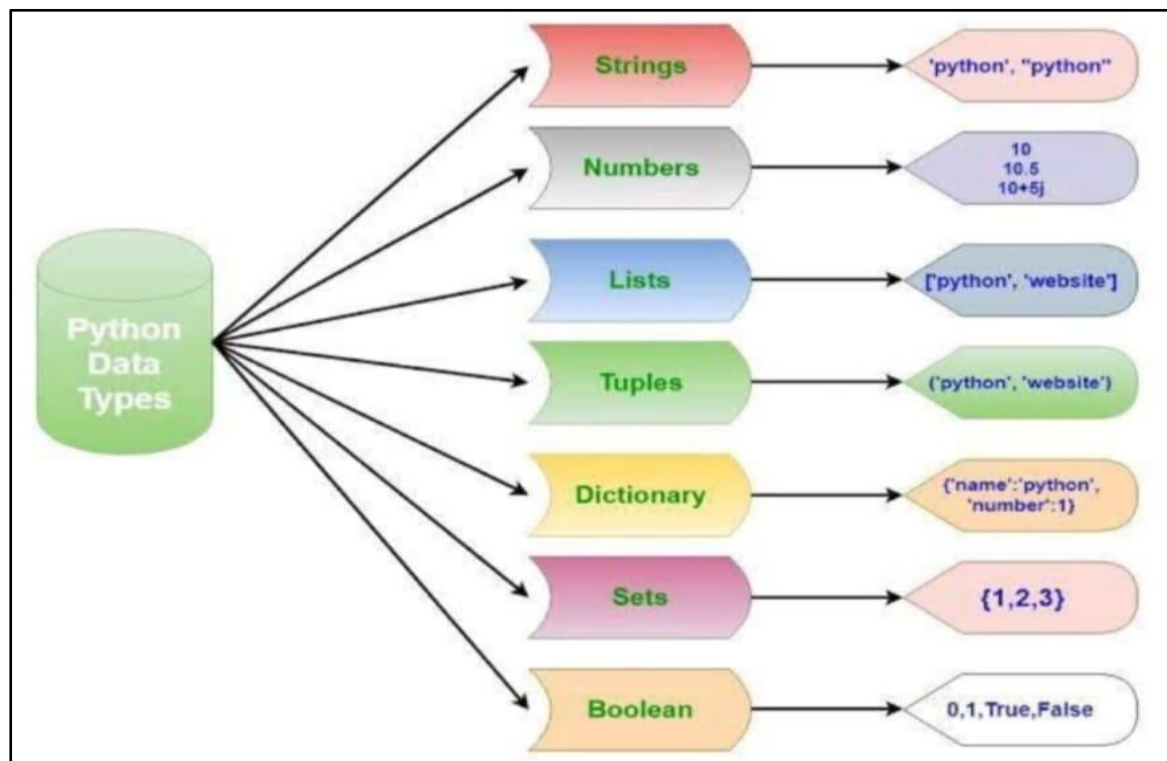 Python
Data
Types
Strings
'python', "python"
Numbers
10
10.5
10+5j
Lists
['python', 'website']
Tuples
('python', 'website')
Dictionary
{'name':'python',
'number':1}
Sets
{1,2,3}
Boolean
0,1,True,False